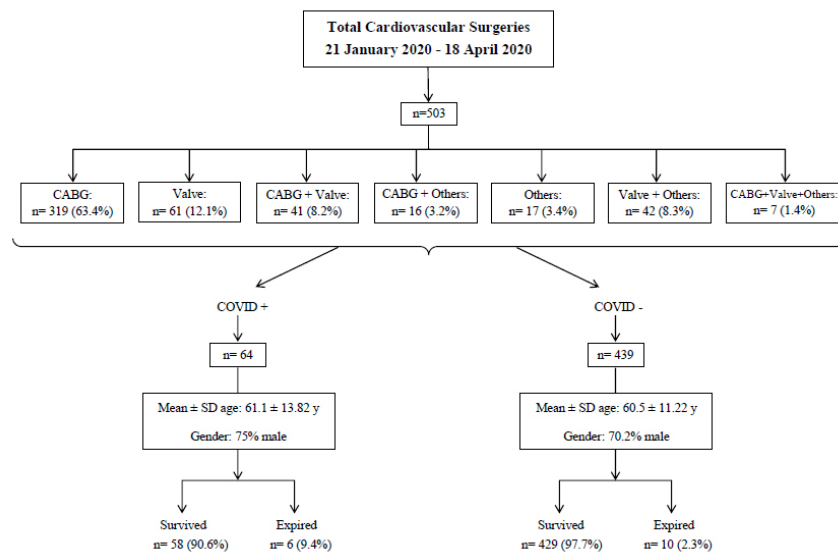 Total Cardiovascular Surgeries
21 January 2020 - 18 April 2020
n=503
CABG:
n= 319 (63.4%)
Valve:
n= 61 (12.1%)
CABG + Valve:
n= 41 (8.2%)
CABG + Others:
n= 16 (3.2%)
Others:
n= 17 (3.4%)
Valve + Others:
n= 42 (8.3%)
CABG+Valve+Others:
n= 7 (1.4%)
COVID +
n= 64
Mean ± SD age: 61.1 ± 13.82 y
Gender: 75% male
Survived
n= 58 (90.6%)
Expired
n= 6 (9.4%)
COVID -
n= 439
Mean ± SD age: 60.5 ± 11.22 y
Gender: 70.2% male
Survived
n= 429 (97.7%)
Expired
n= 10 (2.3%)